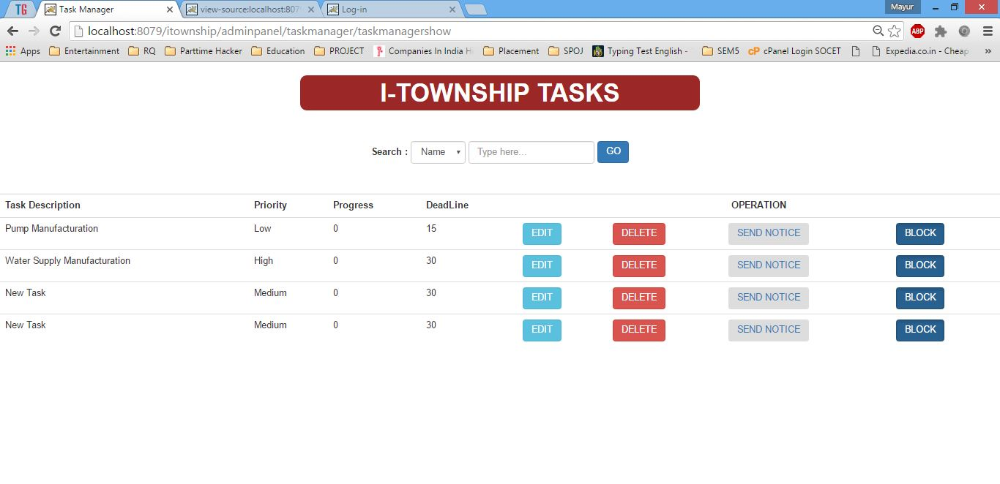 TG Task Manager view-source:localhost:807 Log-in Mayur
localhost:8079/itownship/adminpanel/taskmanager/taskmanagershow ABP
Apps Entertainment RQ Parttime Hacker Education PROJECT Companies In India Placement SPOJ Typing Test English - SEM5 cP cPanel Login SOCET Expedia.co.in - Cheap »
I-TOWNSHIP TASKS
Search : Name Type here... GO
Task Description Priority Progress DeadLine OPERATION
Pump Manufacturation Low 0 15 EDIT DELETE SEND NOTICE BLOCK
Water Supply Manufacturation High 0 30 EDIT DELETE SEND NOTICE BLOCK
New Task Medium 0 30 EDIT DELETE SEND NOTICE BLOCK
New Task Medium 0 30 EDIT DELETE SEND NOTICE BLOCK